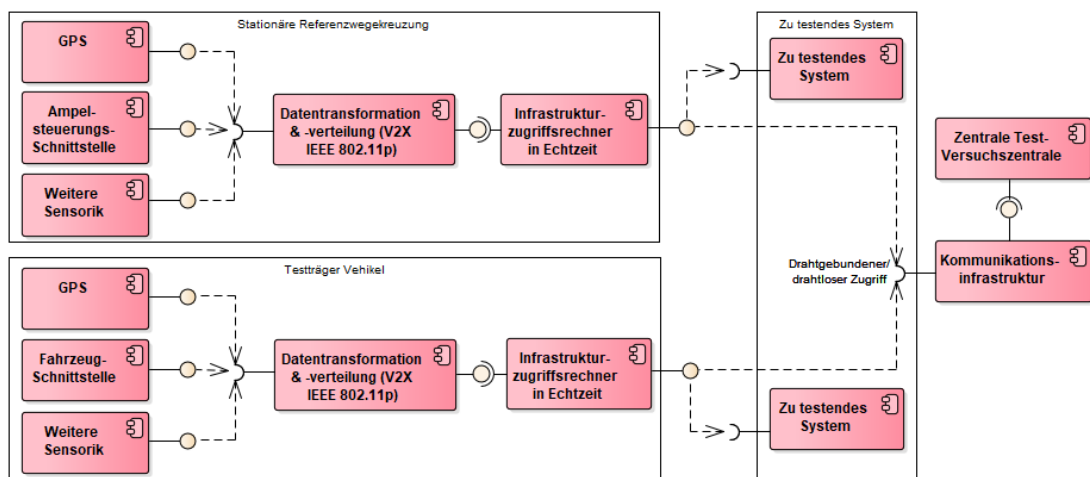 Stationäre Referenzwegekreuzung
GPS
Ampel-
steuerungs-
Schnittstelle
Weitere
Sensorik
Datentransformation
& -verteilung (V2X
IEEE 802.11p)
Infrastruktur-
zugriffsrechner
in Echtzeit
Zu testendes System
Zu testendes
System
Zentrale Test-
Versuchszentrale
Drahtgebundener/
drahtloser Zugriff
Kommunikations-
infrastruktur
Testträger Vehikel
GPS
Fahrzeug-
Schnittstelle
Weitere
Sensorik
Datentransformation
& -verteilung (V2X
IEEE 802.11p)
Infrastruktur-
zugriffsrechner
in Echtzeit
Zu testendes
System